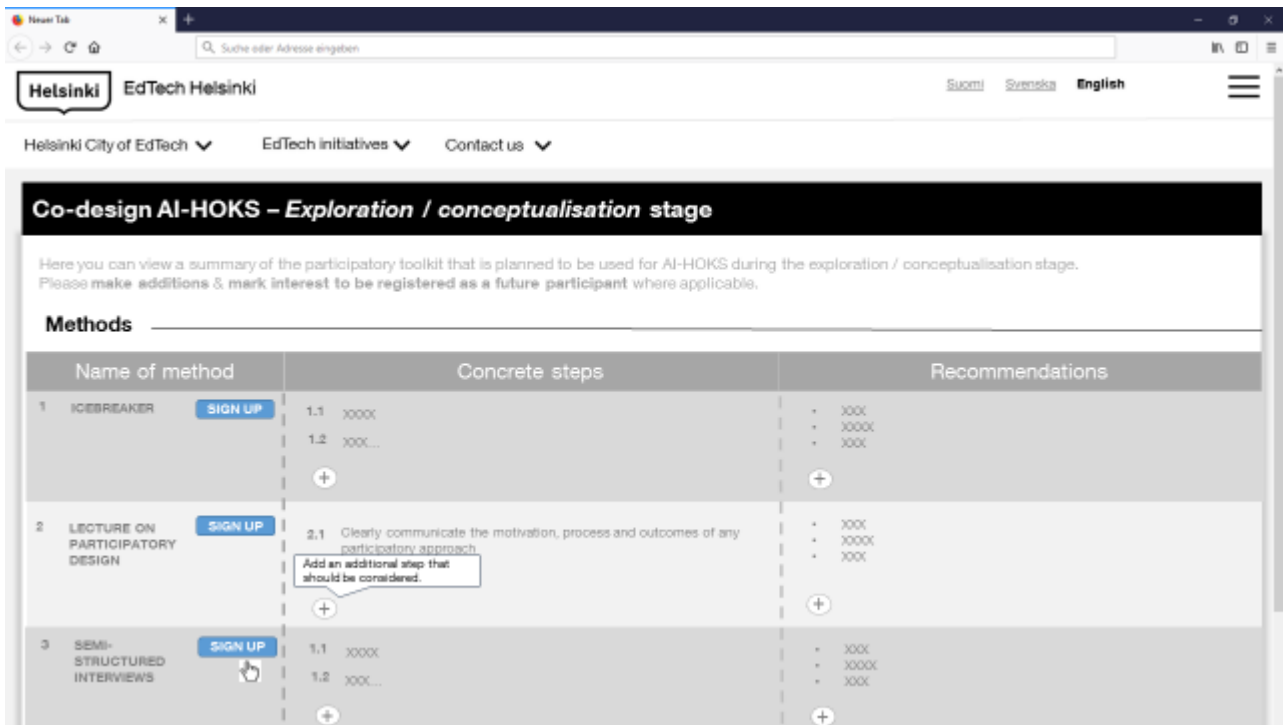 Neuer Tab
Suche oder Adresse eingeben
Helsinki
EdTech Helsinki
Suomi Svenska English
Helsinki City of EdTech EdTech initiatives Contact us
Co-design AI-HOKS – Exploration / conceptualisation stage
Here you can view a summary of the participatory toolkit that is planned to be used for AI-HOKS during the exploration / conceptualisation stage.
Please make additions & mark interest to be registered as a future participant where applicable.
Methods
Name of method Concrete steps Recommendations
1 ICEBREAKER SIGN UP
1.1 XXXX
1.2 XXX...
• XXX
• XXXX
• XXX
2 LECTURE ON
PARTICIPATORY
DESIGN
SIGN UP
2.1 Clearly communicate the motivation, process and outcomes of any
participatory approach
Add an additional step that
should be considered.
• XXX
• XXXX
• XXX
3 SEMI-
STRUCTURED
INTERVIEWS
SIGN UP
1.1 XXXX
1.2 XXX...
• XXX
• XXXX
• XXX